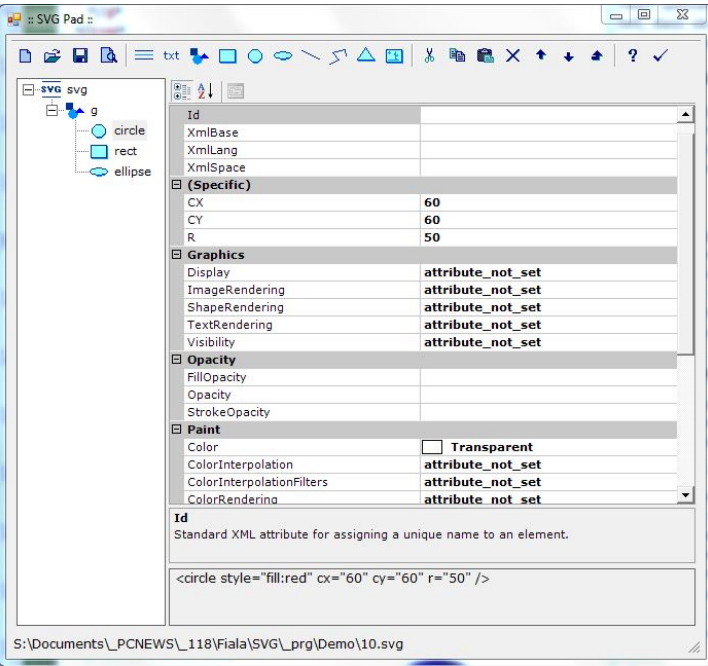 :: SVG Pad ::
txt
?
SVG svg
g
circle
rect
ellipse
A
Z
Id
XmlBase
XmlLang
XmlSpace
(Specific)
CX 60
CY 60
R 50
Graphics
Display attribute_not_set
ImageRendering attribute_not_set
ShapeRendering attribute_not_set
TextRendering attribute_not_set
Visibility attribute_not_set
Opacity
FillOpacity
Opacity
StrokeOpacity
Paint
Color Transparent
ColorInterpolation attribute_not_set
ColorInterpolationFilters attribute_not_set
ColorRendering attribute_not_set
Id
Standard XML attribute for assigning a unique name to an element.
<circle style="fill:red" cx="60" cy="60" r="50" />
S:\Documents\_PCNEWS\_118\Fiala\SVG\_prg\Demo\10.svg